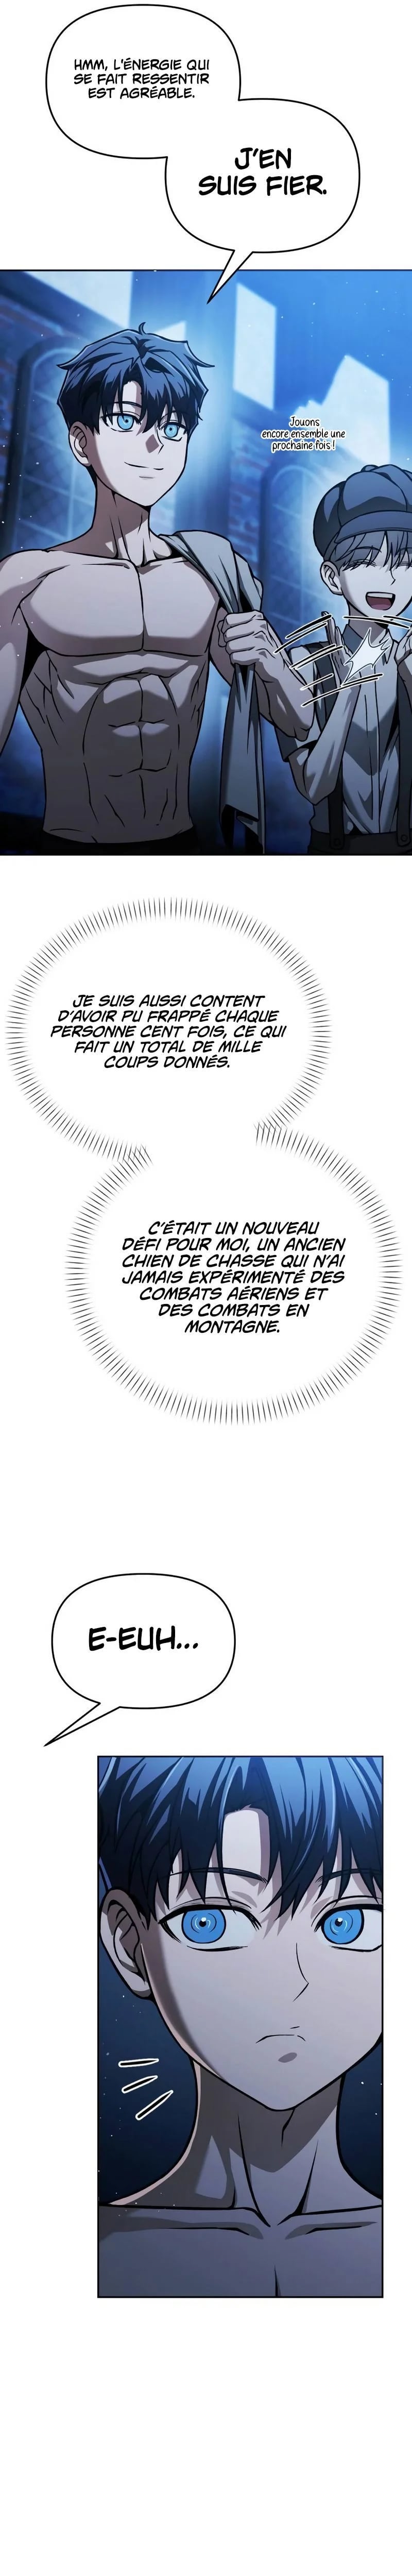 HMM, L'ÉNERGIE QUI
SE FAIT RESSENTIR
EST AGRÉABLE.
J'EN
SUIS FIER.
Jouons
encore ensemble une
prochaine fois !
JE SUIS AUSSI CONTENT
D'AVOIR PU FRAPPÉ CHAQUE
PERSONNE CENT FOIS, CE QUI
FAIT UN TOTAL DE MILLE
COUPS DONNÉS.
C'ÉTAIT UN NOUVEAU
DÉFI POUR MOI, UN ANCIEN
CHIEN DE CHASSE QUI N'AI
JAMAIS EXPÉRIMENTÉ DES
COMBATS AÉRIENS ET
DES COMBATS EN
MONTAGNE.
E-EUH...